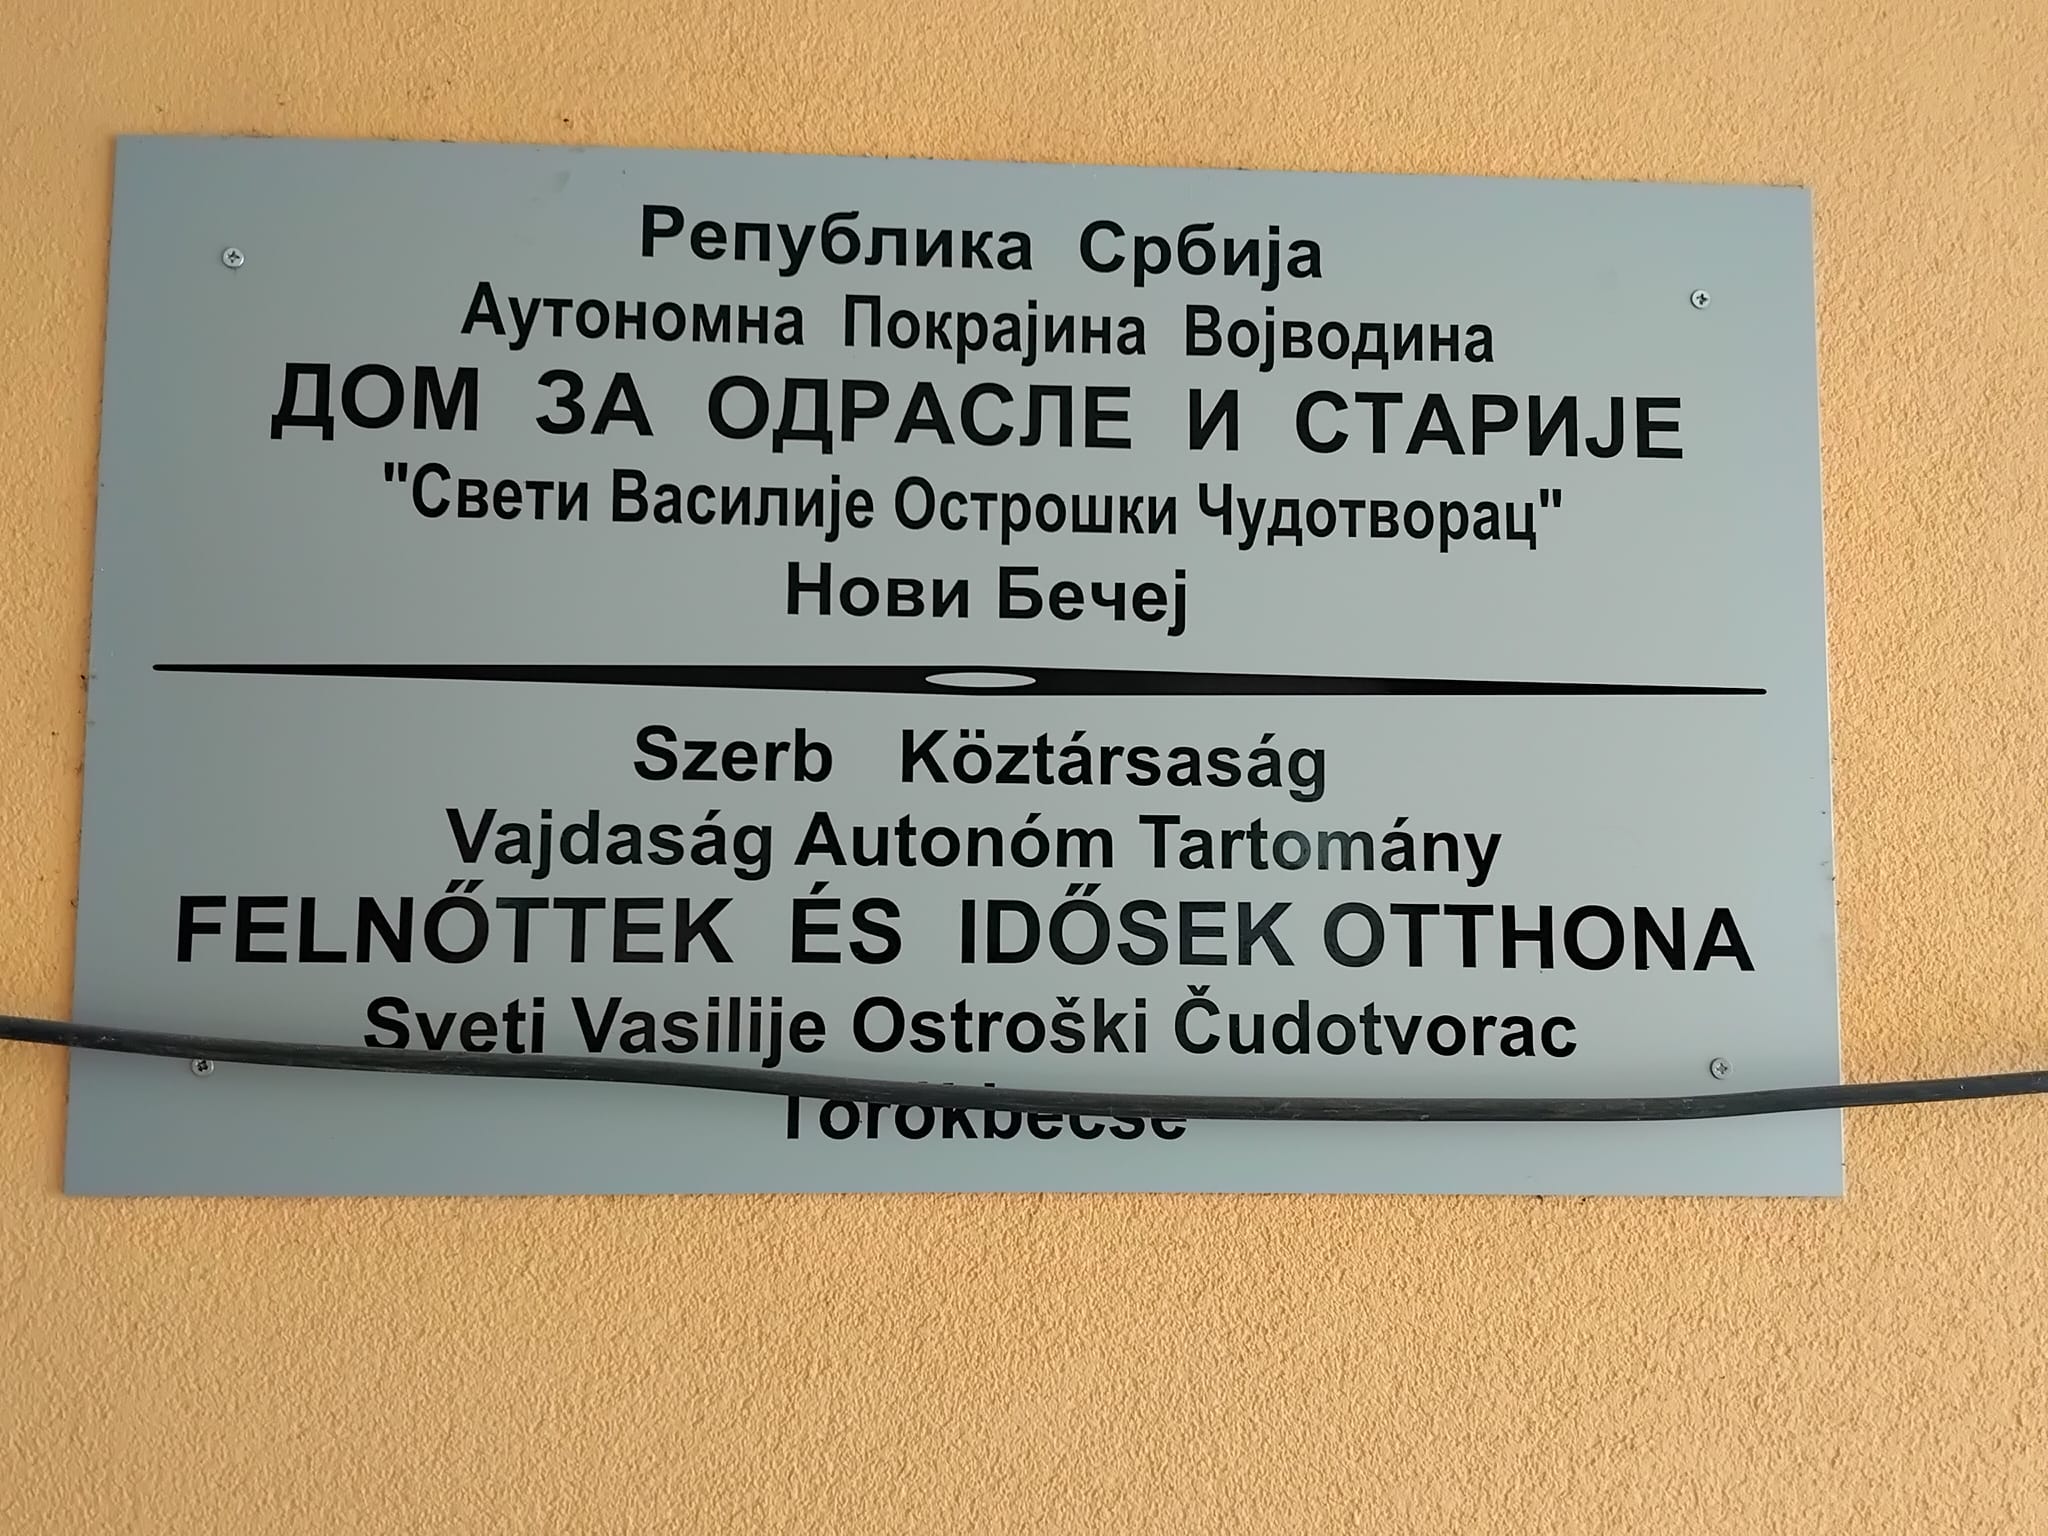 Република Србија
Аутономна Покрајина Војводина
ДОМ ЗА ОДРАСЛЕ И СТАРИЈЕ
"Свети Василије Острошки Чудотворац"
Нови Бечеј
Szerb Köztársaság
Vajdaság Autonóm Tartomány
FELNŐTTEK ÉS IDŐSEK OTTHONA
Sveti Vasilije Ostroški Čudotvorac
Törökbecse